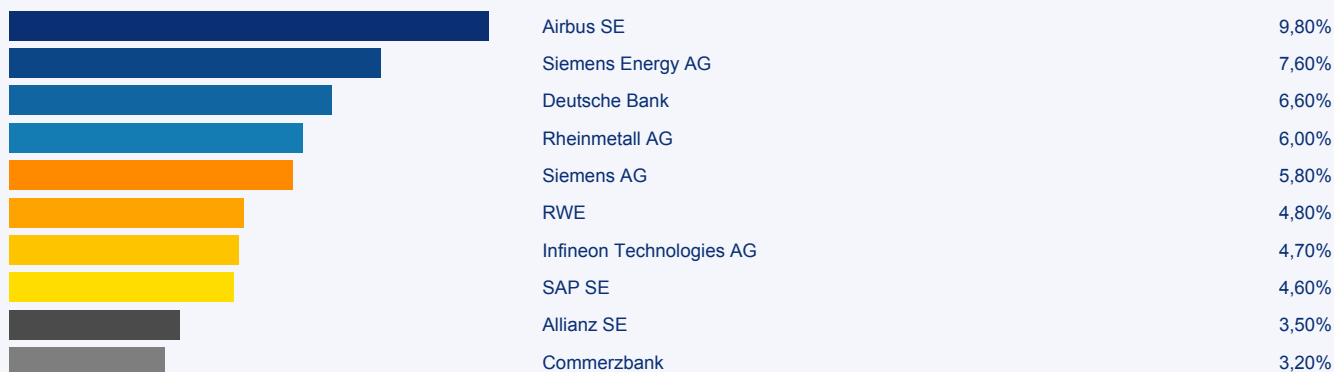 Airbus SE 9,80%
Siemens Energy AG 7,60%
Deutsche Bank 6,60%
Rheinmetall AG 6,00%
Siemens AG 5,80%
RWE 4,80%
Infineon Technologies AG 4,70%
SAP SE 4,60%
Allianz SE 3,50%
Commerzbank 3,20%